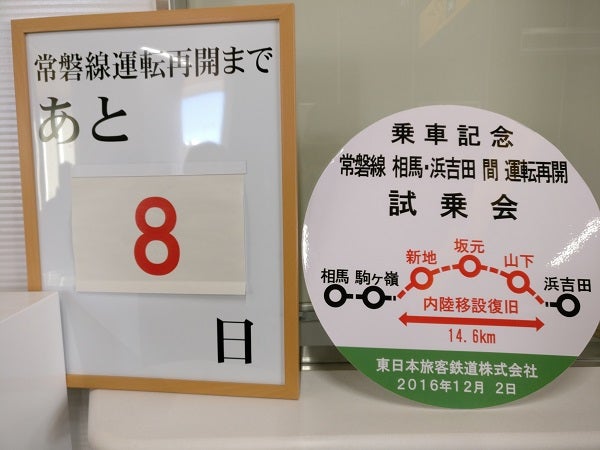 常磐線運転再開まで
あと
8
日
乗車記念
常磐線 相馬・浜吉田 間 運転再開
試乗会
相馬 駒ヶ嶺 新地 坂元 山下 浜吉田
内陸移設復旧
14.6km
東日本旅客鉄道株式会社
2016年12月 2日